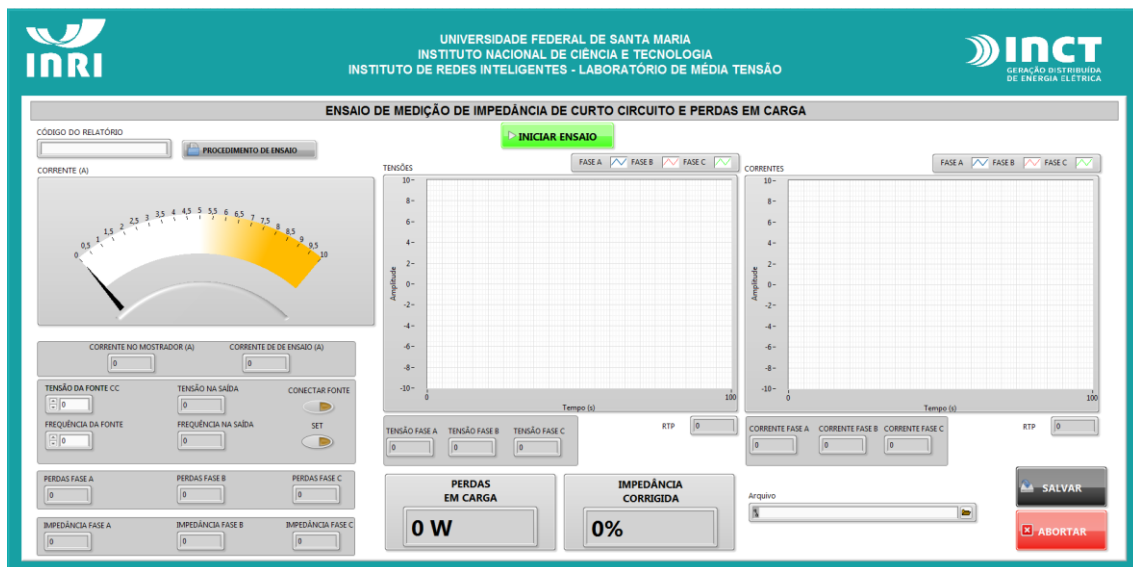 INRI
UNIVERSIDADE FEDERAL DE SANTA MARIA
INSTITUTO NACIONAL DE CIÊNCIA E TECNOLOGIA
INSTITUTO DE REDES INTELIGENTES - LABORATÓRIO DE MÉDIA TENSÃO
INCT
GERAÇÃO DISTRIBUÍDA
DE ENERGIA ELÉTRICA
ENSAIO DE MEDIÇÃO DE IMPEDÂNCIA DE CURTO CIRCUITO E PERDAS EM CARGA
CÓDIGO DO RELATÓRIO
PROCEDIMENTO DE ENSAIO
INICIAR ENSAIO
CORRENTE (A)
0 0,5 1 1,5 2 2,5 3 3,5 4 4,5 5 5,5 6 6,5 7 7,5 8 8,5 9 9,5 10
CORRENTE NO MOSTRADOR (A) CORRENTE DE DE ENSAIO (A)
0 0
TENSÃO DA FONTE CC TENSÃO NA SAÍDA CONECTAR FONTE
0 0
FREQUÊNCIA DA FONTE FREQUÊNCIA NA SAÍDA SET
0 0
PERDAS FASE A PERDAS FASE B PERDAS FASE C
0 0 0
IMPEDÂNCIA FASE A IMPEDÂNCIA FASE B IMPEDÂNCIA FASE C
0 0 0
TENSÕES FASE A FASE B FASE C
10
8
6
4
2
0
-2
-4
-6
-8
-10
Amplitude
0 100
Tempo (s)
TENSÃO FASE A TENSÃO FASE B TENSÃO FASE C RTP 0
0 0 0
CORRENTES FASE A FASE B FASE C
10
8
6
4
2
0
-2
-4
-6
-8
-10
Amplitude
0 100
Tempo (s)
CORRENTE FASE A CORRENTE FASE B CORRENTE FASE C RTP 0
0 0 0
PERDAS
EM CARGA
0 W
IMPEDÂNCIA
CORRIGIDA
0%
Arquivo
SALVAR
ABORTAR